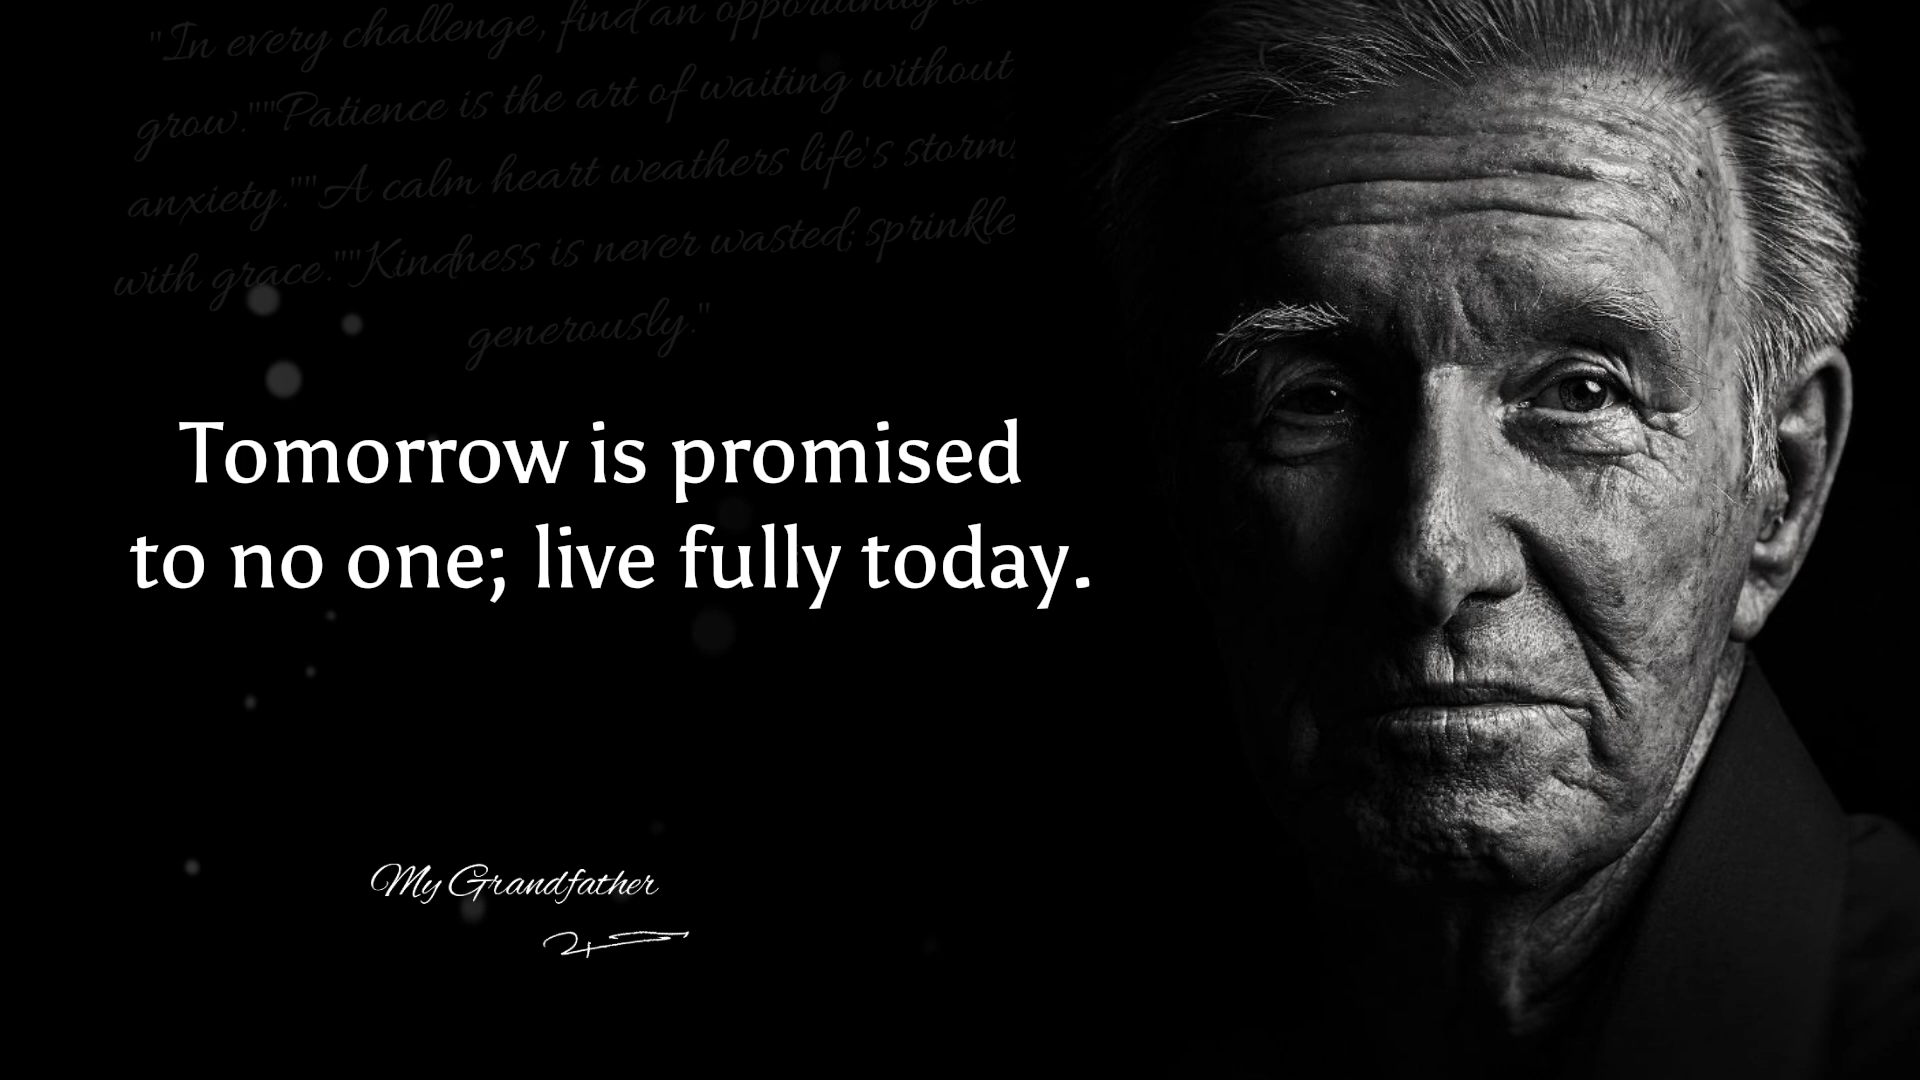 "In every challenge, find an opportunity to
grow.""Patience is the art of waiting without
anxiety.""A calm heart weathers life's storms
with grace.""Kindness is never wasted; sprinkle
generously."
Tomorrow is promised
to no one; live fully today.
My Grandfather